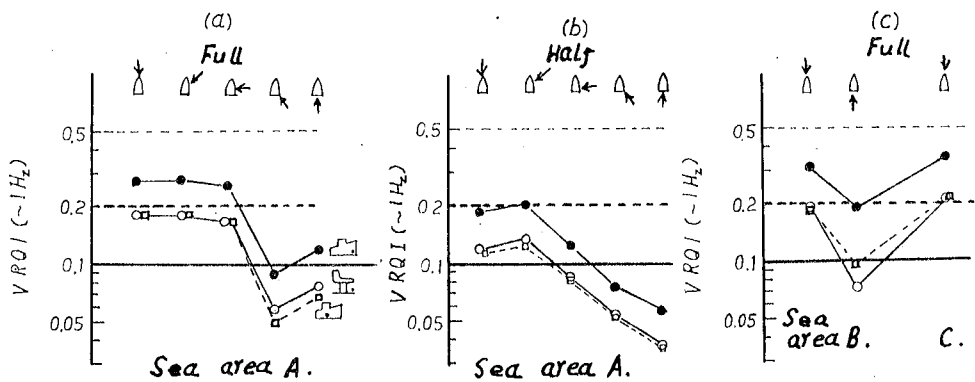 (a)
Full
VRQI (~1Hz)
0.5
0.2
0.1
0.05
Sea area A.
(b)
Half
VRQI (~1Hz)
0.5
0.2
0.1
0.05
Sea area A.
(c)
Full
VRQI (~1Hz)
0.5
0.2
0.1
0.05
Sea
area B.
C.